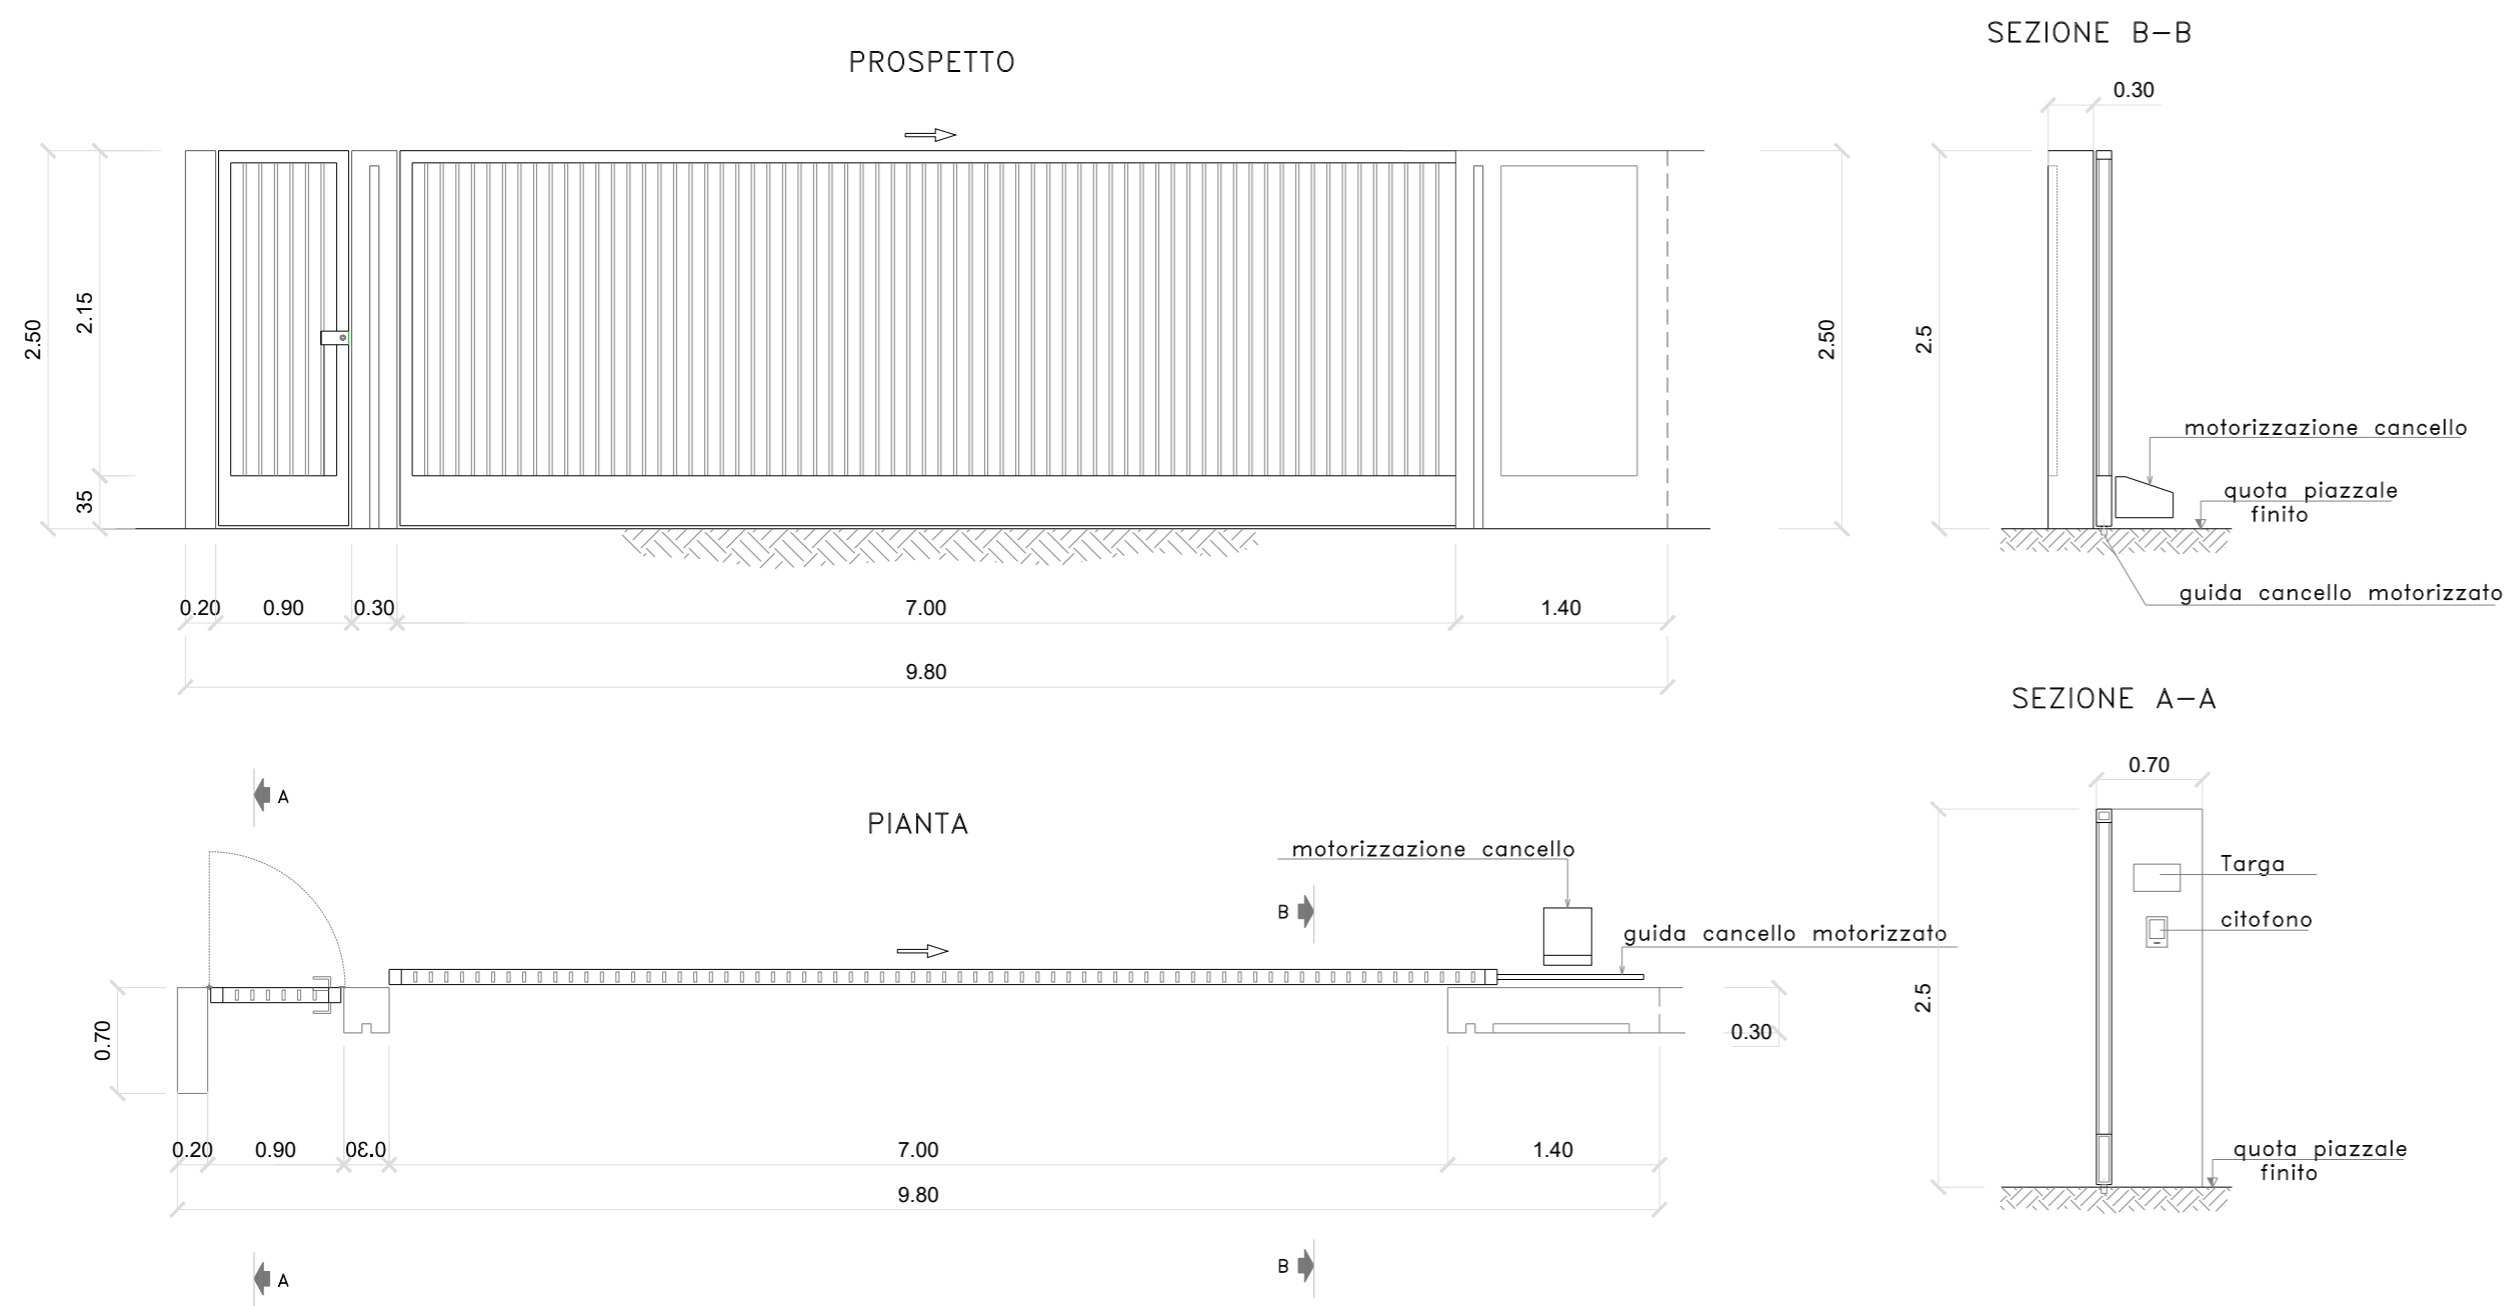 PROSPETTO
2.50
2.15
35
2.50
0.20
0.90
0.30
7.00
1.40
9.80
SEZIONE B-B
0.30
2.5
motorizzazione cancello
quota piazzale
finito
guida cancello motorizzato
PIANTA
A
motorizzazione cancello
B
guida cancello motorizzato
0.70
0.30
0.20
0.90
0.30
7.00
1.40
9.80
A
B
SEZIONE A-A
0.70
2.5
Targa
citofono
quota piazzale
finito